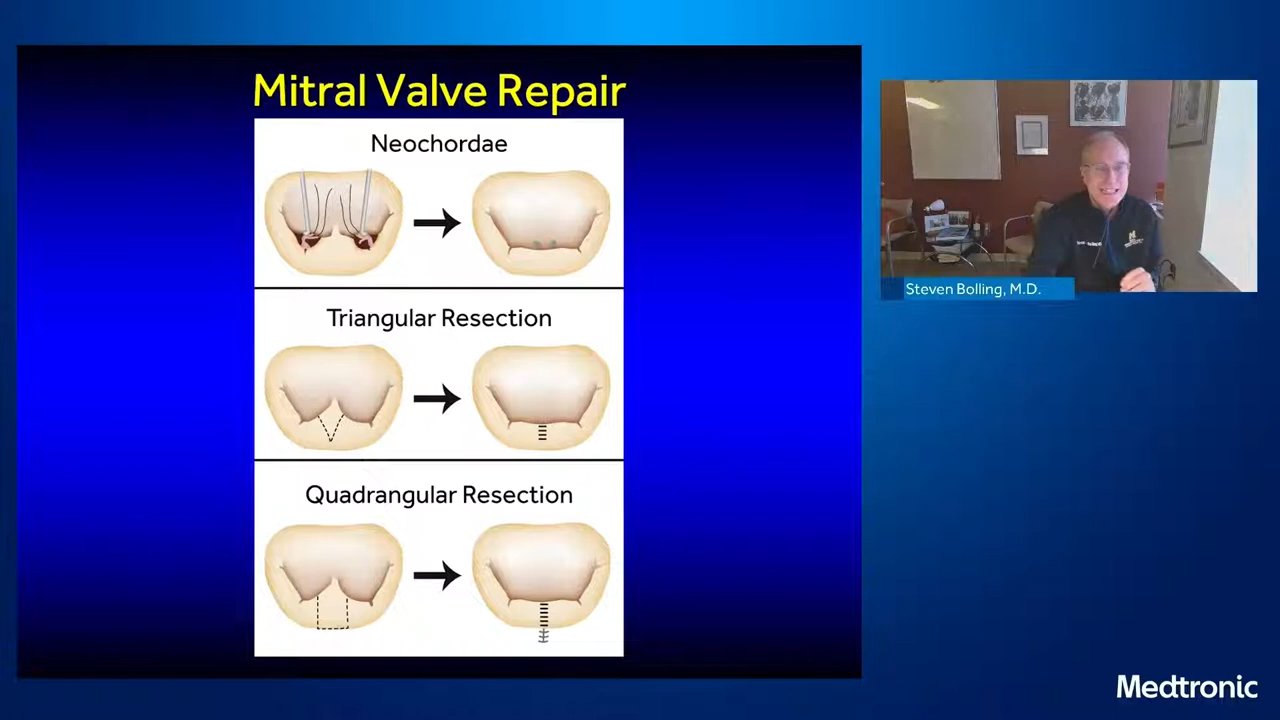 Mitral Valve Repair
Neochordae
Triangular Resection
Quadrangular Resection
Steven Bolling, M.D.
Medtronic